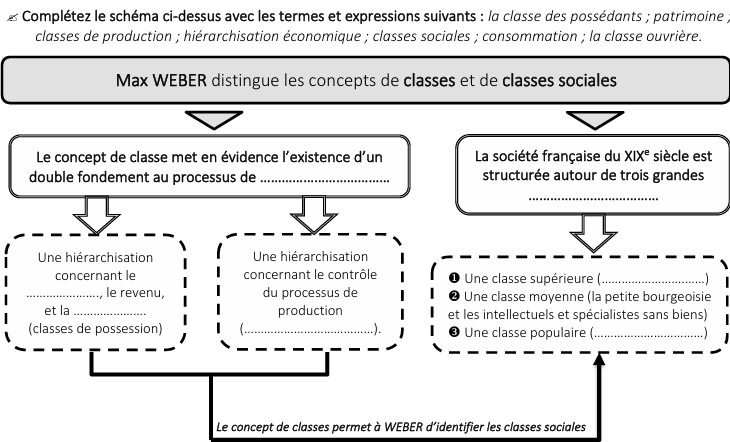 ✍ Complétez le schéma ci-dessus avec les termes et expressions suivants : la classe des possédants ; patrimoine ;
classes de production ; hiérarchisation économique ; classes sociales ; consommation ; la classe ouvrière.
Max WEBER distingue les concepts de classes et de classes sociales
Le concept de classe met en évidence l'existence d'un
double fondement au processus de ……………………………….
La société française du XIXe siècle est
structurée autour de trois grandes
……………………………….
Une hiérarchisation
concernant le
…………………, le revenu,
et la …………………
(classes de possession)
Une hiérarchisation
concernant le contrôle
du processus de
production
(……………………………….).
❶ Une classe supérieure (…………………………)
❷ Une classe moyenne (la petite bourgeoisie
et les intellectuels et spécialistes sans biens)
❸ Une classe populaire (…………………………)
Le concept de classes permet à WEBER d'identifier les classes sociales